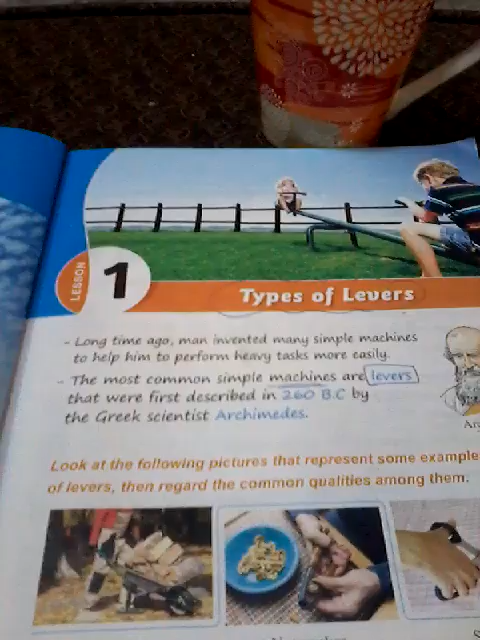 LESSON
1
Types of Levers
- Long time ago, man invented many simple machines
to help him to perform heavy tasks more easily.
- The most common simple machines are levers
that were first described in 260 B.C by
the Greek scientist Archimedes.
Look at the following pictures that represent some example
of levers, then regard the common qualities among them: